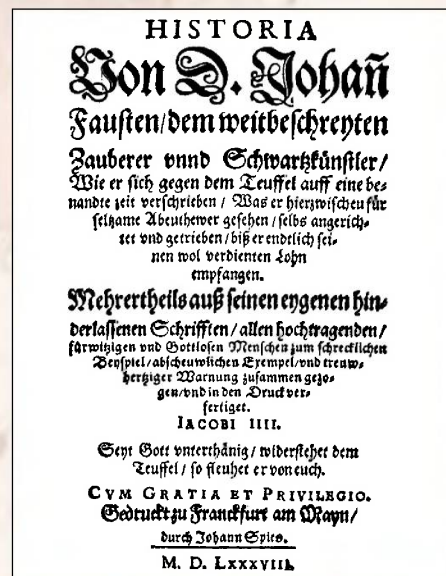 HISTORIA
Von D. Johañ
Fausten/dem weitbeschreyten
Zauberer vnnd Schwartzkünstler/
Wie er sich gegen dem Teuffel auff eine be-
nandte zeit verschrieben / Was er hierzwischen für
seltzame Abenthewer gesehen / selbs angerich-
tet vnd getrieben / biß er endtlich sei-
nen wol verdienten Lohn
empfangen.
Mehrertheils auß seinen eygenen hin-
derlassenen Schrifften / allen hochtragenden /
fürwitzigen vnd Gottlosen Menschen zum schrecklichen
Beyspiel / abscheuwlichen Exempel / vnd treuw-
hertziger Warnung zusammen gezo-
gen / vnd in den Druck ver-
fertiget.
IACOBI IIII.
Seyt Gott vnterthänig / widerstehet dem
Teuffel / so fleuhet er von euch.
CVM GRATIA ET PRIVILEGIO.
Gedruckt zu Franckfurt am Mayn /
durch Johann Spies.
M. D. LXXXVIII.